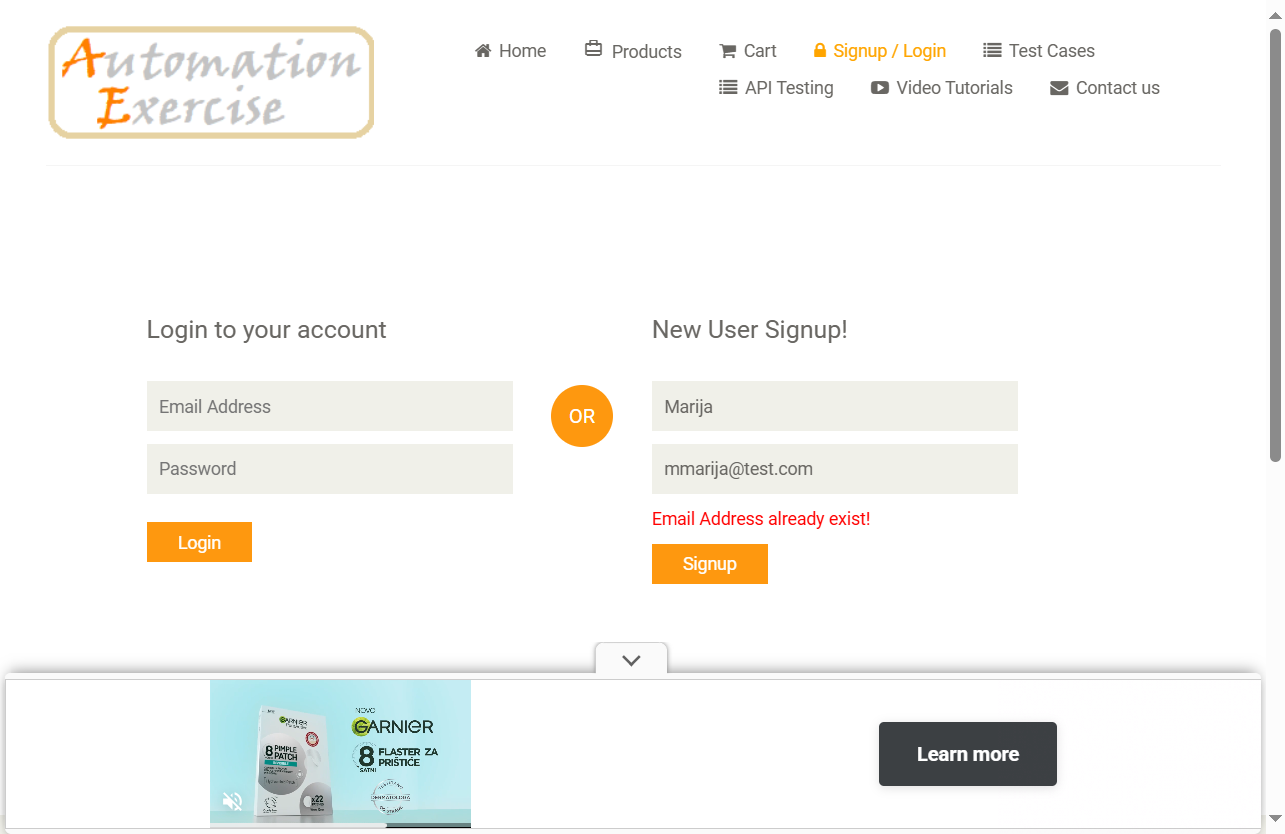 Automation
Exercise
Home
Products
Cart
Signup / Login
Test Cases
API Testing
Video Tutorials
Contact us
Login to your account
New User Signup!
Email Address
OR
Marija
Password
mmarija@test.com
Email Address already exist!
Login
Signup
NOVO
GARNIER
8 FLASTER ZA
PRIŠTIĆE
SATNI
GARNIER
8 PIMPLE
PATCH
x22
Learn more